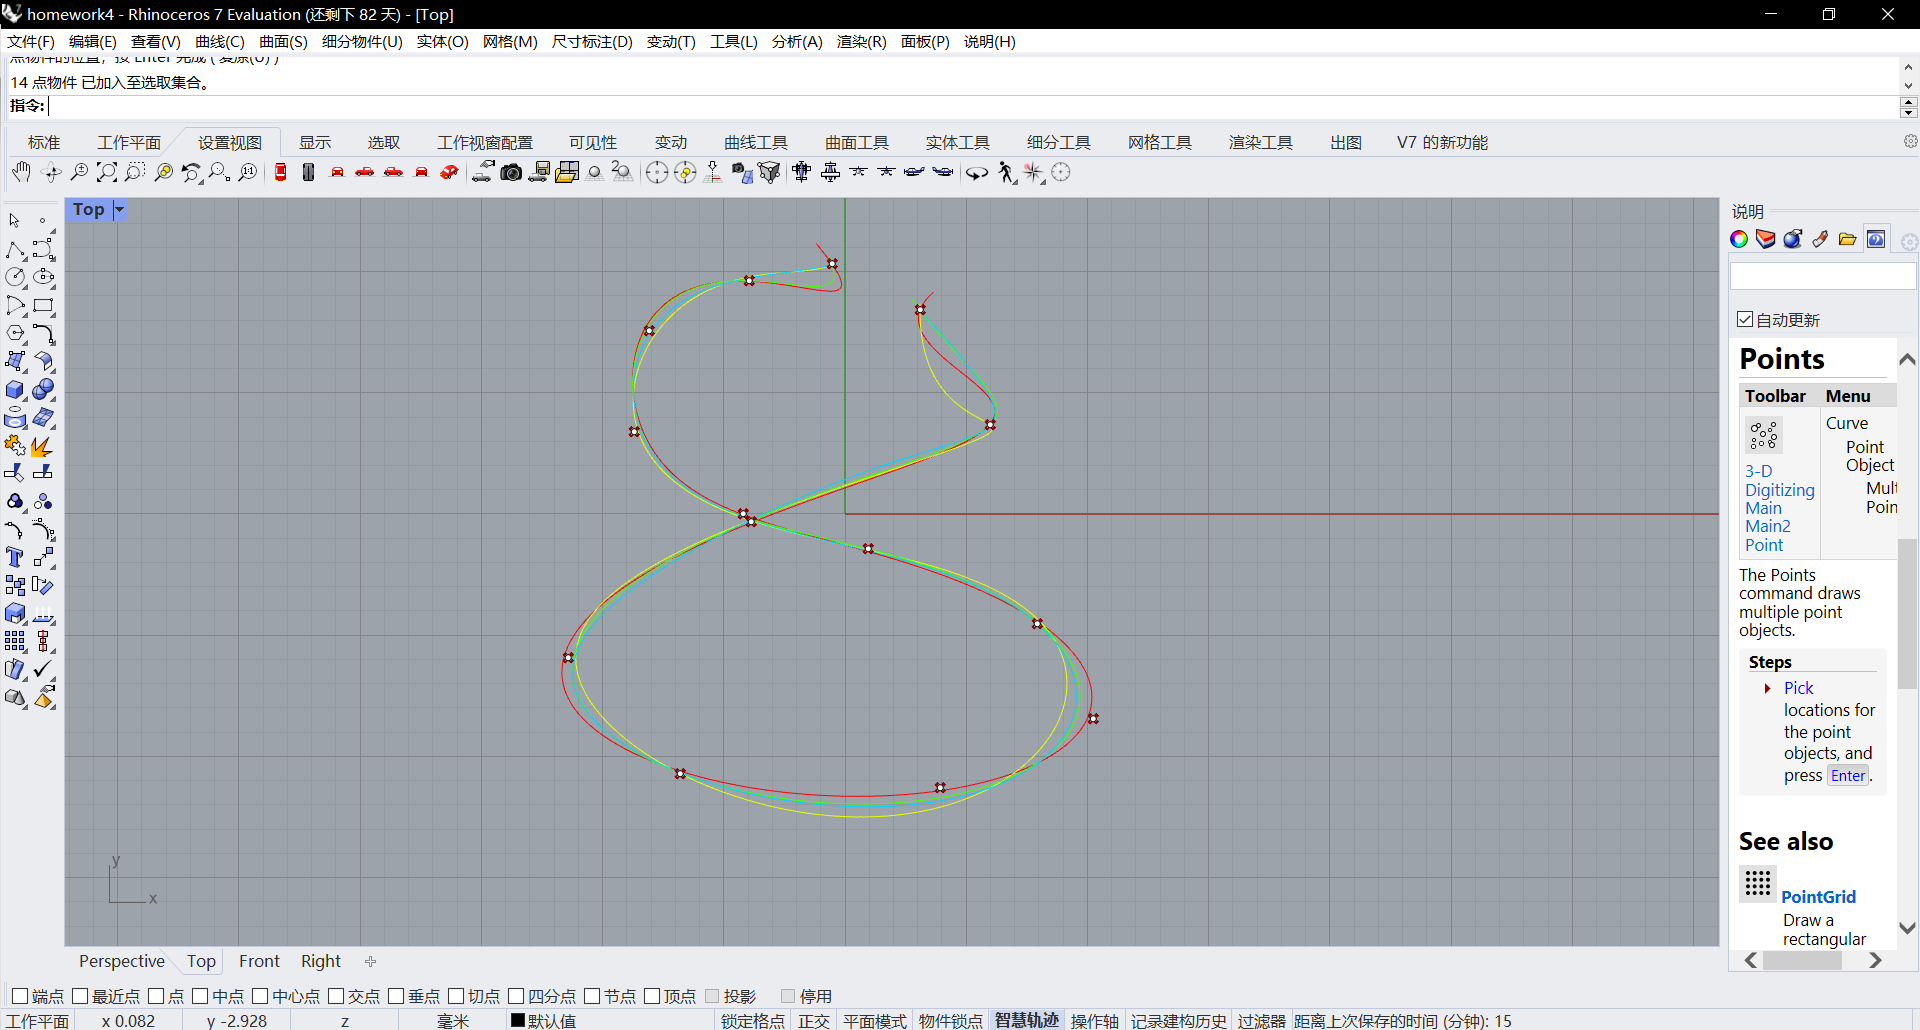 homework4 - Rhinoceros 7 Evaluation (还剩下 82 天) - [Top]
文件(F) 编辑(E) 查看(V) 曲线(C) 曲面(S) 细分物件(U) 实体(O) 网格(M) 尺寸标注(D) 变动(T) 工具(L) 分析(A) 渲染(R) 面板(P) 说明(H)
点物件的位置，按 Enter 完成 ( 复原(U) )
14 点物件 已加入至选取集合。
指令:
标准 工作平面 设置视图 显示 选取 工作视窗配置 可见性 变动 曲线工具 曲面工具 实体工具 细分工具 网格工具 渲染工具 出图 V7 的新功能
Top
说明
自动更新
Points
Toolbar Menu
Curve
Point
Object
Mult
Poin
3-D
Digitizing
Main
Main2
Point
The Points
command draws
multiple point
objects.
Steps
Pick
locations for
the point
objects, and
press Enter.
See also
PointGrid
Draw a
rectangular
y
x
Perspective Top Front Right
端点 最近点 点 中点 中心点 交点 垂点 切点 四分点 节点 顶点 投影 停用
工作平面 x 0.082 y -2.928 z 毫米 默认值 锁定格点 正交 平面模式 物件锁点 智慧轨迹 操作轴 记录建构历史 过滤器 距离上次保存的时间 (分钟): 15